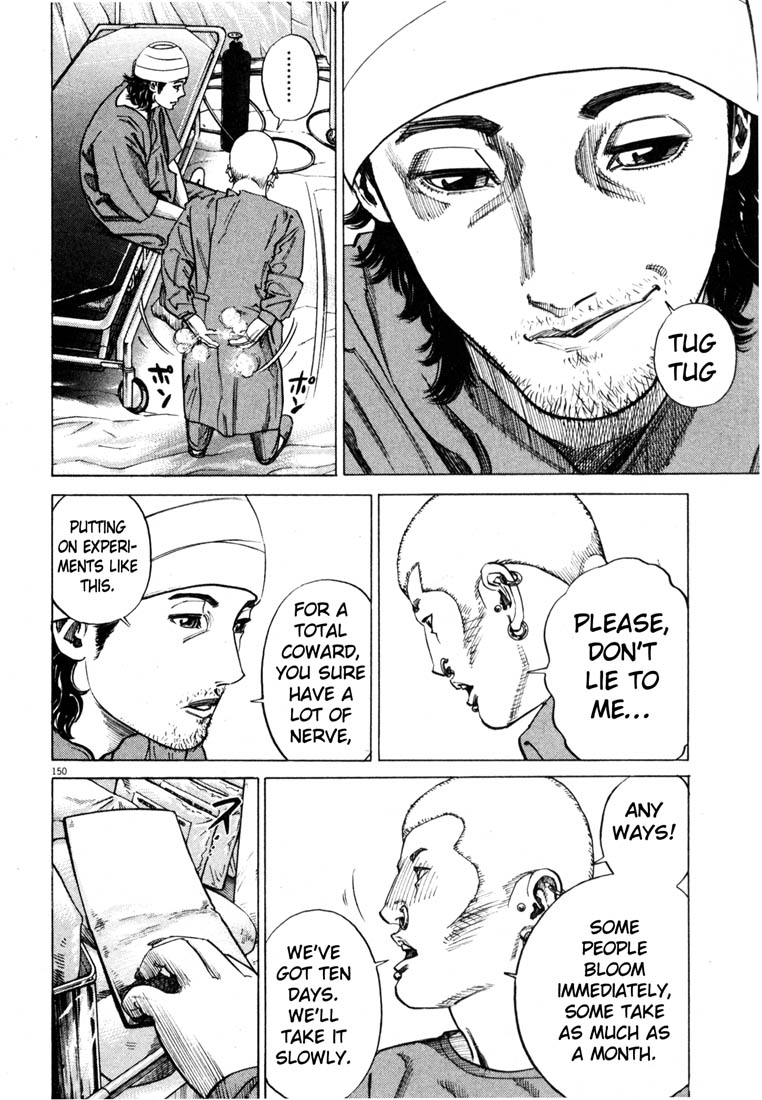 TUG
TUG
………
ポン
ポン
PLEASE,
DON'T
LIE TO
ME...
FOR A
TOTAL
COWARD,
YOU SURE
HAVE A
LOT OF
NERVE,
PUTTING
ON EXPERI-
MENTS LIKE
THIS.
150
ANY
WAYS!
SOME
PEOPLE
BLOOM
IMMEDIATELY,
SOME TAKE
AS MUCH AS
A MONTH.
WE'VE
GOT TEN
DAYS.
WE'LL
TAKE IT
SLOWLY.
スッ